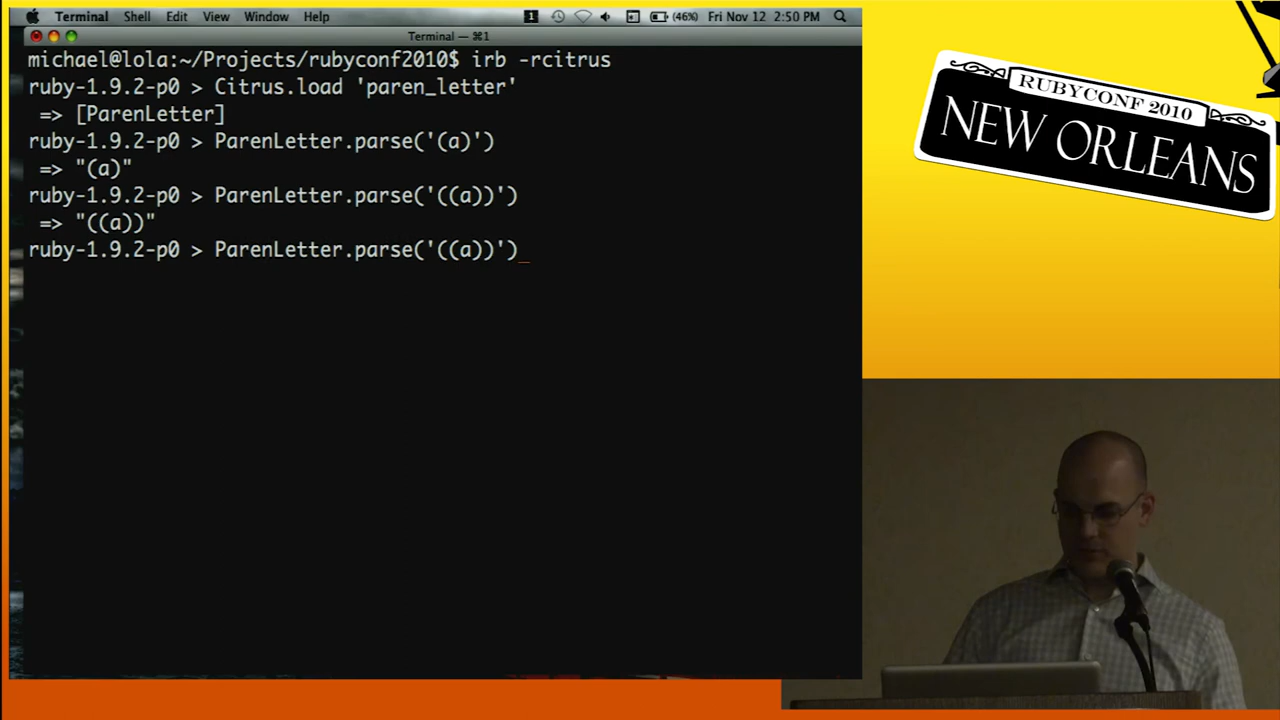 Terminal Shell Edit View Window Help 1 (46%) Fri Nov 12 2:50 PM
Terminal — ⌘1
michael@lola:~/Projects/rubyconf2010$ irb -rcitrus
ruby-1.9.2-p0 > Citrus.load 'paren_letter'
=> [ParenLetter]
ruby-1.9.2-p0 > ParenLetter.parse('(a)')
=> "(a)"
ruby-1.9.2-p0 > ParenLetter.parse('((a))')
=> "((a))"
ruby-1.9.2-p0 > ParenLetter.parse('((a))')_
RUBYCONF 2010
NEW ORLEANS